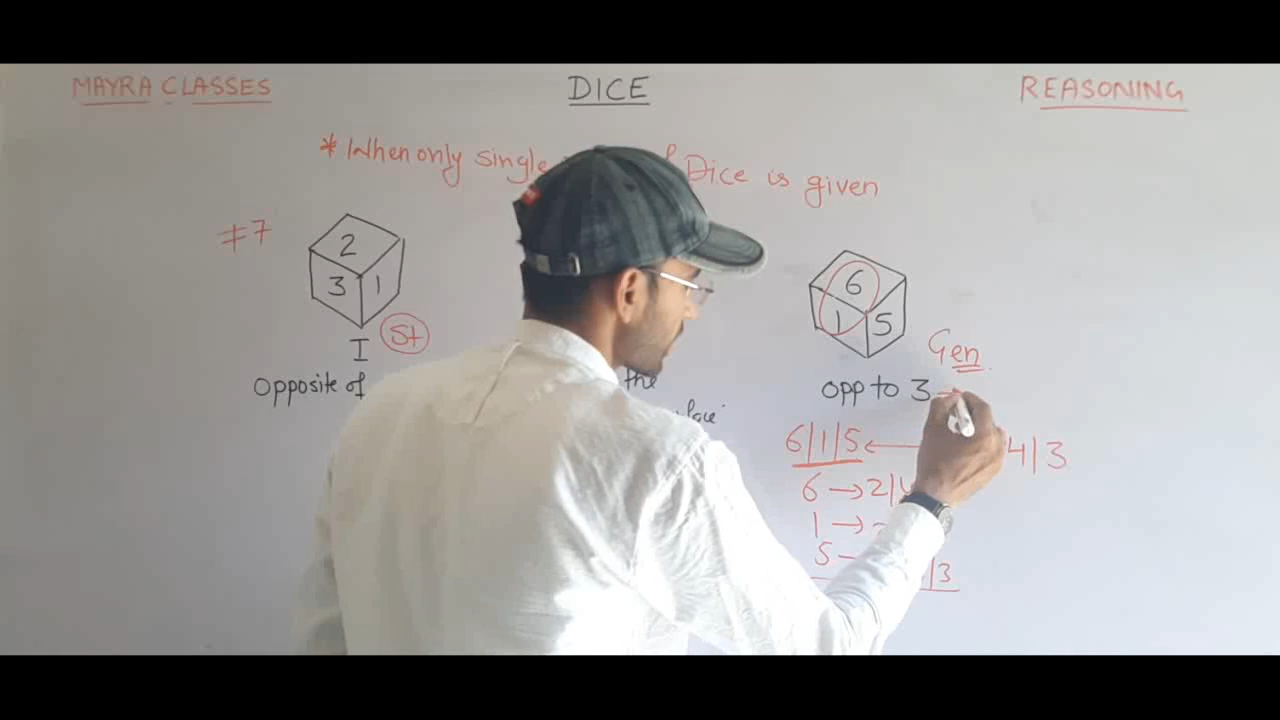 MAYRA CLASSES
DICE
REASONING
* When only single Dice is given
≠7
2
3 1
St
I
Opposite of the
6
1 5
Gen
opp to 3 →
6|1|5 ← 4|3
6 → 2|4
1 →
5 |3